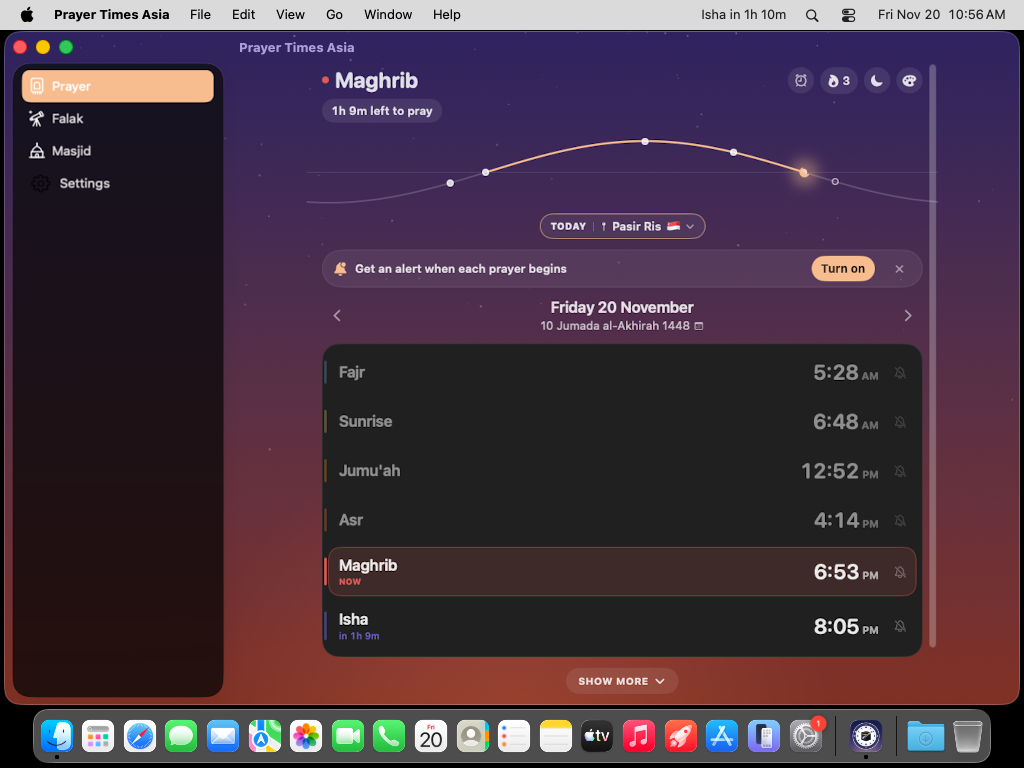 Prayer Times Asia File Edit View Go Window Help Isha in 1h 10m Fri Nov 20 10:56 AM
Prayer Times Asia
Prayer
Falak
Masjid
Settings
Maghrib
3
1h 9m left to pray
TODAY Pasir Ris
Get an alert when each prayer begins Turn on
Friday 20 November
10 Jumada al-Akhirah 1448
Fajr 5:28 AM
Sunrise 6:48 AM
Jumu'ah 12:52 PM
Asr 4:14 PM
Maghrib 6:53 PM
NOW
Isha 8:05 PM
in 1h 9m
SHOW MORE
Fri
20
tv
1